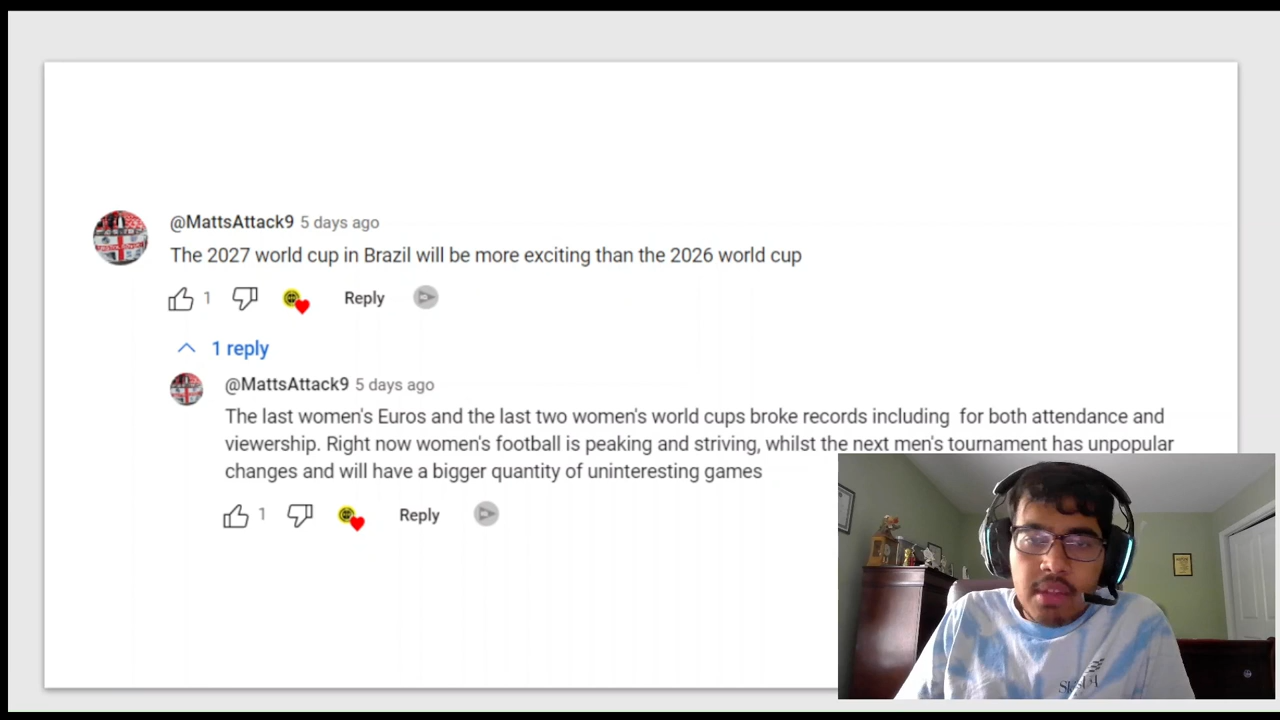 @MattsAttack9 5 days ago
The 2027 world cup in Brazil will be more exciting than the 2026 world cup
1 Reply
1 reply
@MattsAttack9 5 days ago
The last women's Euros and the last two women's world cups broke records including for both attendance and
viewership. Right now women's football is peaking and striving, whilst the next men's tournament has unpopular
changes and will have a bigger quantity of uninteresting games
1 Reply